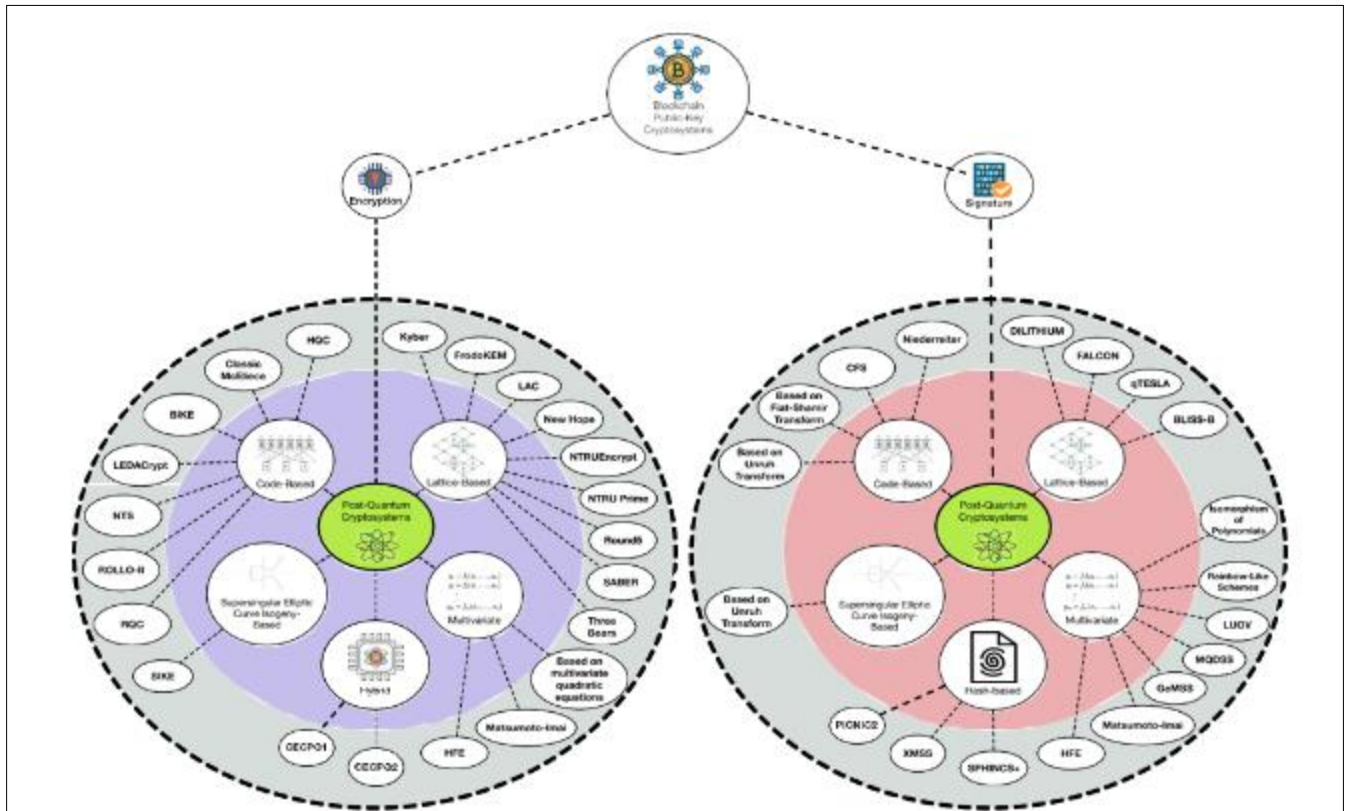 Blockchain
Public-Key
Cryptosystems
Encryption
Signature
HQC
Classic
McEliece
BIKE
LEDACrypt
NTS
ROLLO-II
RQC
SIKE
Kyber
FrodoKEM
LAC
New Hope
NTRUEncrypt
NTRU Prime
Round5
SABER
Three
Bears
Based on
multivariate
quadratic
equations
Matsumoto-Imai
HFE
CECPQ2
CECPQ1
Code-Based
Lattice-Based
Post-Quantum
Cryptosystems
Supersingular Elliptic
Curve Isogeny-
Based
Multivariate
Hybrid
Niederreiter
CFS
Based on
Fiat-Shamir
Transform
Based on
Unruh
Transform
Based on
Unruh
Transform
DILITHIUM
FALCON
qTESLA
BLISS-B
Isomorphism
of
Polynomials
Rainbow-Like
Schemes
LUOV
MQDSS
GeMSS
Matsumoto-Imai
HFE
SPHINCS+
XMSS
PICNIC2
Code-Based
Lattice-Based
Post-Quantum
Cryptosystems
Supersingular Elliptic
Curve Isogeny-
Based
Multivariate
Hash-based